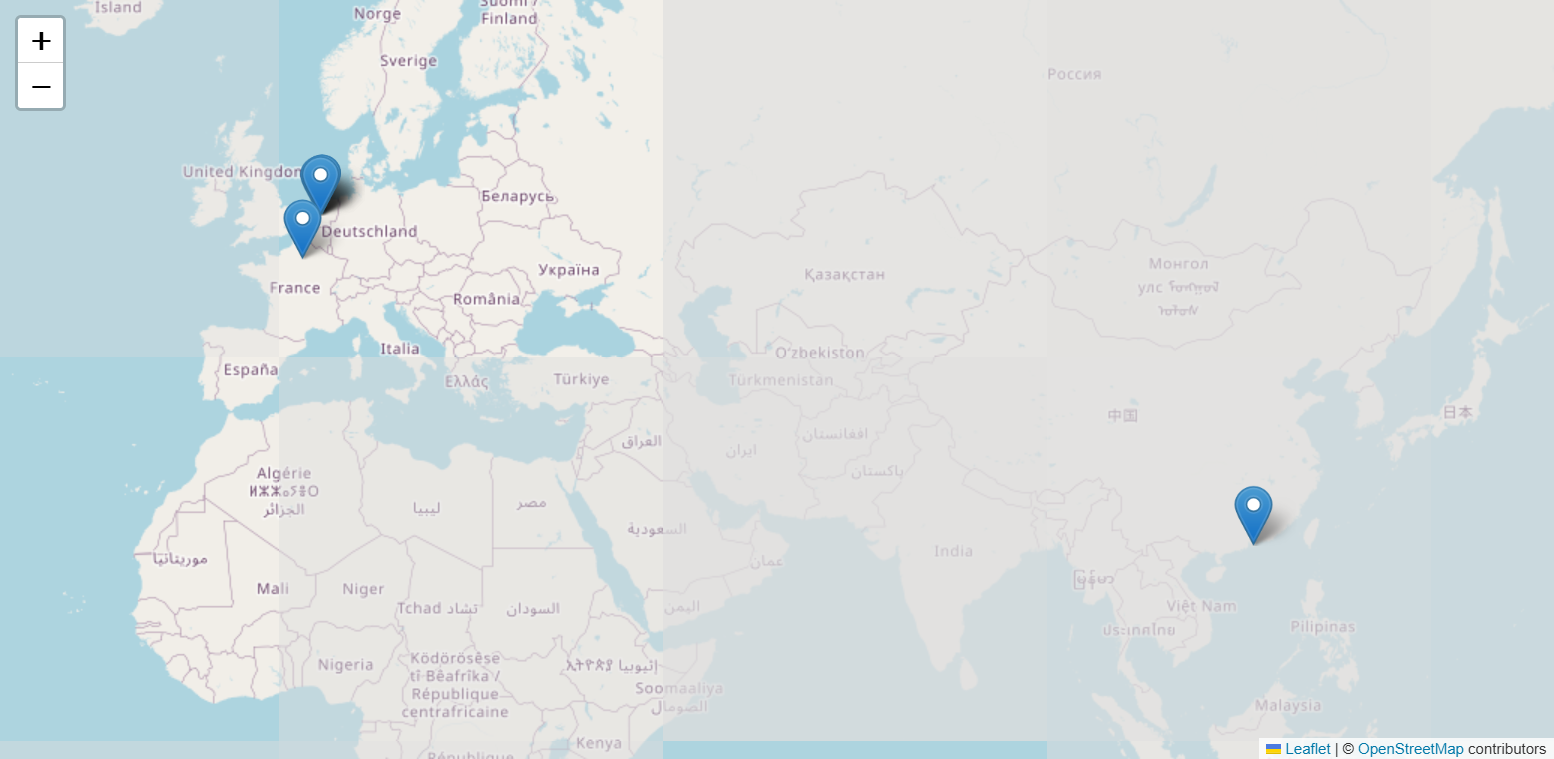 +
−
Island
Norge
Suomi /
Finland
Sverige
Россия
United Kingdom
Беларусь
Deutschland
Україна
France
România
Қазақстан
Монгол
улс
O'zbekiston
Italia
España
Ελλάς
Türkiye
Türkmenistan
中国
日本
العراق
ایران
افغانستان
پاکستان
Algérie
ⵍⵣⵣⴰⵢⴻⵔ
الجزائر
ليبيا
مصر
السعودية
India
موريتانيا
عمان
Mali
Niger
Tchad تشاد
السودان
اليمن
မြန်မာ
Việt Nam
ประเทศไทย
Pilipinas
Nigeria
Ködörösêse
tî Bêafrîka /
République
centrafricaine
ኢትዮጵያ إثيوبيا
Soomaaliya
الصومال
Malaysia
Kenya
République
Leaflet | © OpenStreetMap contributors